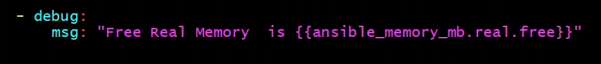 - debug:
msg: "Free Real Memory  is {{ansible_memory_mb.real.free}}"